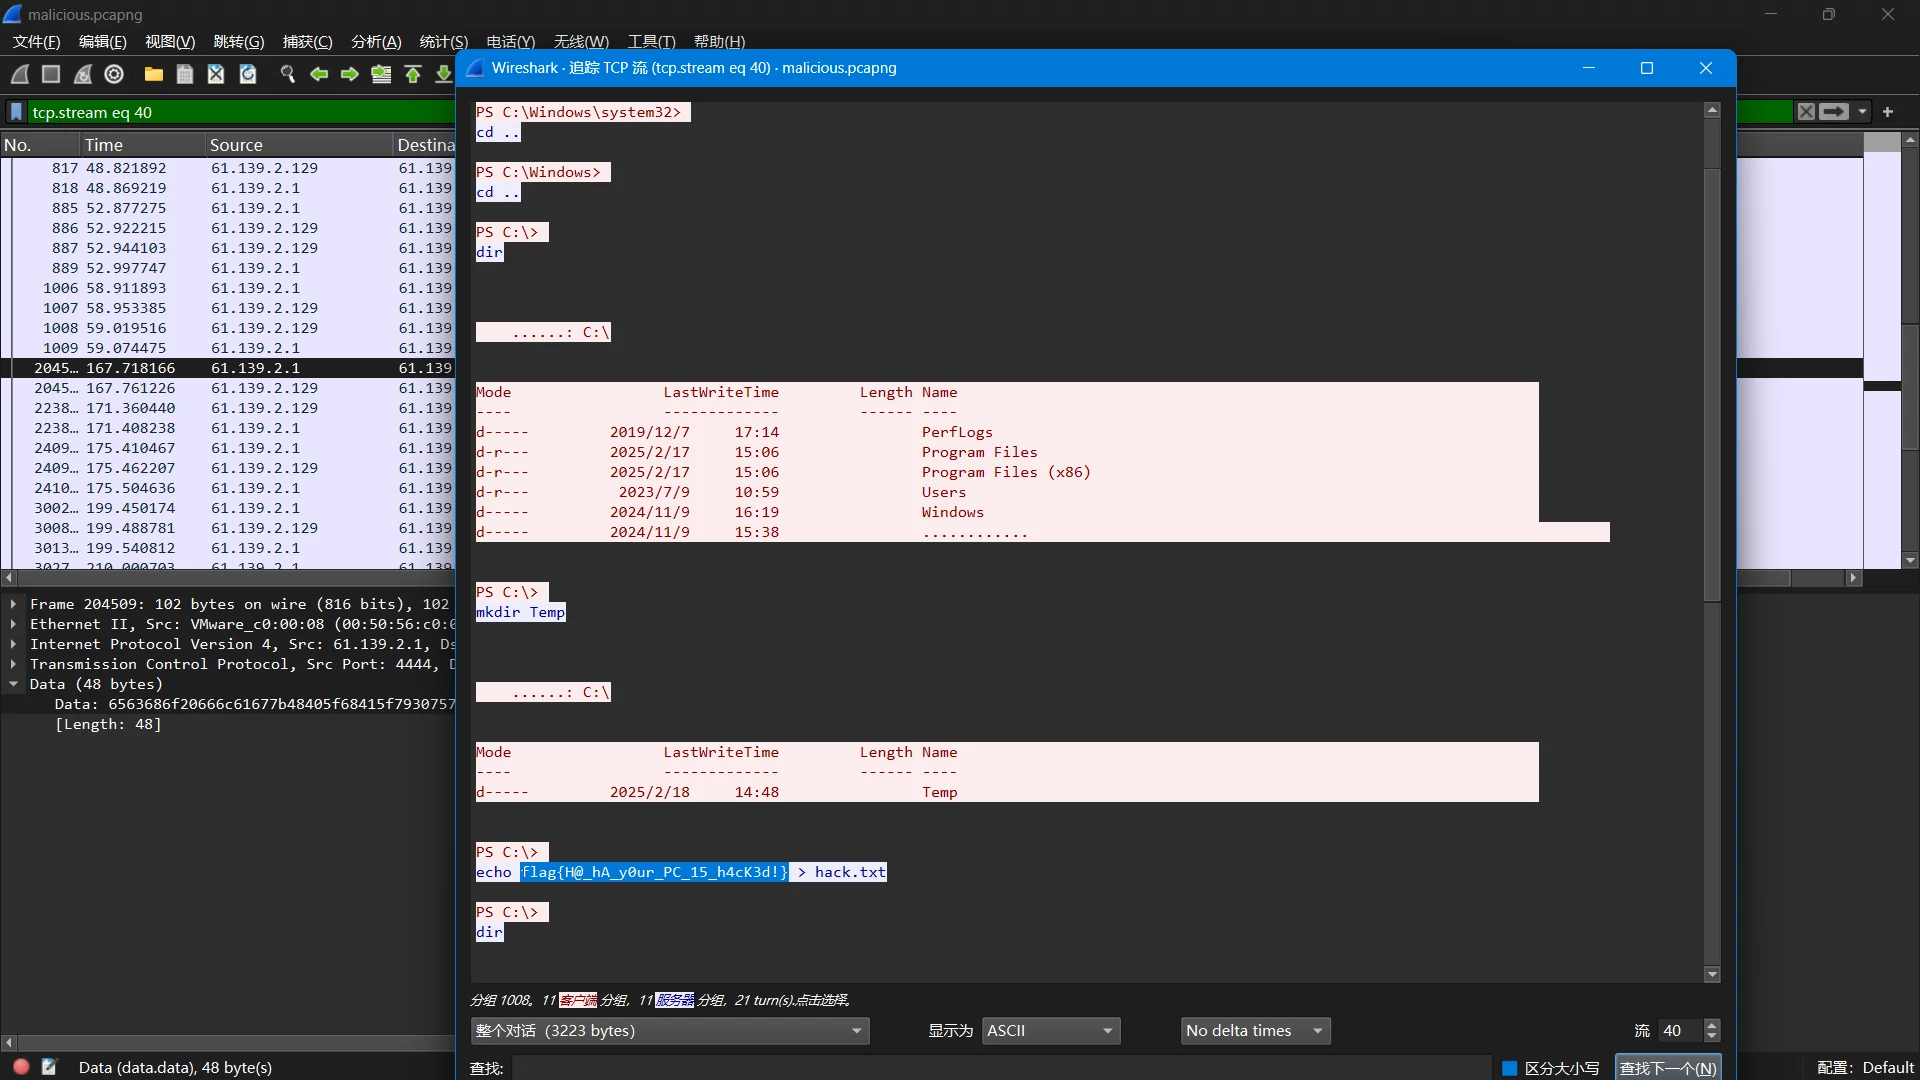 malicious.pcapng
文件(F) 编辑(E) 视图(V) 跳转(G) 捕获(C) 分析(A) 统计(S) 电话(Y) 无线(W) 工具(T) 帮助(H)
Wireshark · 追踪 TCP 流 (tcp.stream eq 40) · malicious.pcapng
tcp.stream eq 40
No. Time Source Destina
817 48.821892 61.139.2.129 61.139
818 48.869219 61.139.2.1 61.139
885 52.877275 61.139.2.1 61.139
886 52.922215 61.139.2.129 61.139
887 52.944103 61.139.2.129 61.139
889 52.997747 61.139.2.1 61.139
1006 58.911893 61.139.2.1 61.139
1007 58.953385 61.139.2.129 61.139
1008 59.019516 61.139.2.129 61.139
1009 59.074475 61.139.2.1 61.139
2045… 167.718166 61.139.2.1 61.139
2045… 167.761226 61.139.2.129 61.139
2238… 171.360440 61.139.2.129 61.139
2238… 171.408238 61.139.2.1 61.139
2409… 175.410467 61.139.2.1 61.139
2409… 175.462207 61.139.2.129 61.139
2410… 175.504636 61.139.2.1 61.139
3002… 199.450174 61.139.2.1 61.139
3008… 199.488781 61.139.2.129 61.139
3013… 199.540812 61.139.2.1 61.139
3027 210.000703 61.139.2.1 61.139
Frame 204509: 102 bytes on wire (816 bits), 102
Ethernet II, Src: VMware_c0:00:08 (00:50:56:c0:0
Internet Protocol Version 4, Src: 61.139.2.1, Ds
Transmission Control Protocol, Src Port: 4444, D
Data (48 bytes)
Data: 6563686f20666c61677b48405f68415f7930757
[Length: 48]
PS C:\Windows\system32>
cd ..
PS C:\Windows>
cd ..
PS C:\>
dir
......: C:\
Mode LastWriteTime Length Name
---- ------------- ------ ----
d----- 2019/12/7 17:14 PerfLogs
d-r--- 2025/2/17 15:06 Program Files
d-r--- 2025/2/17 15:06 Program Files (x86)
d-r--- 2023/7/9 10:59 Users
d----- 2024/11/9 16:19 Windows
d----- 2024/11/9 15:38 ............
PS C:\>
mkdir Temp
......: C:\
Mode LastWriteTime Length Name
---- ------------- ------ ----
d----- 2025/2/18 14:48 Temp
PS C:\>
echo flag{H@_hA_y0ur_PC_15_h4cK3d!} > hack.txt
PS C:\>
dir
分组 1008。11 客户端 分组，11 服务器 分组，21 turn(s).点击选择。
整个对话 (3223 bytes) 显示为 ASCII No delta times 流 40
查找: 区分大小写 查找下一个(N)
Data (data.data), 48 byte(s) 配置: Default